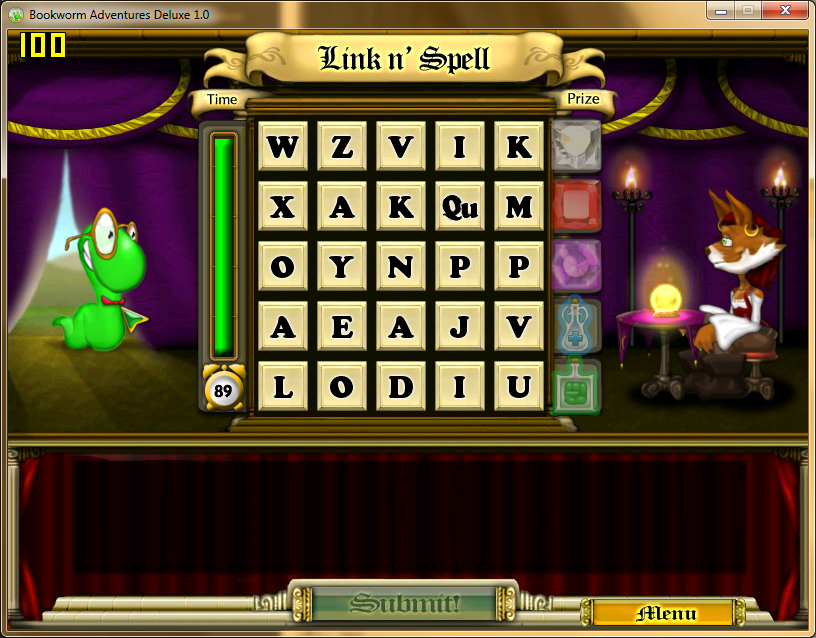 Bookworm Adventures Deluxe 1.0
100
Link n' Spell
Time
Prize
W Z V I K
X A K Qu M
O Y N P P
A E A J V
L O D I U
89
Submit!
Menu